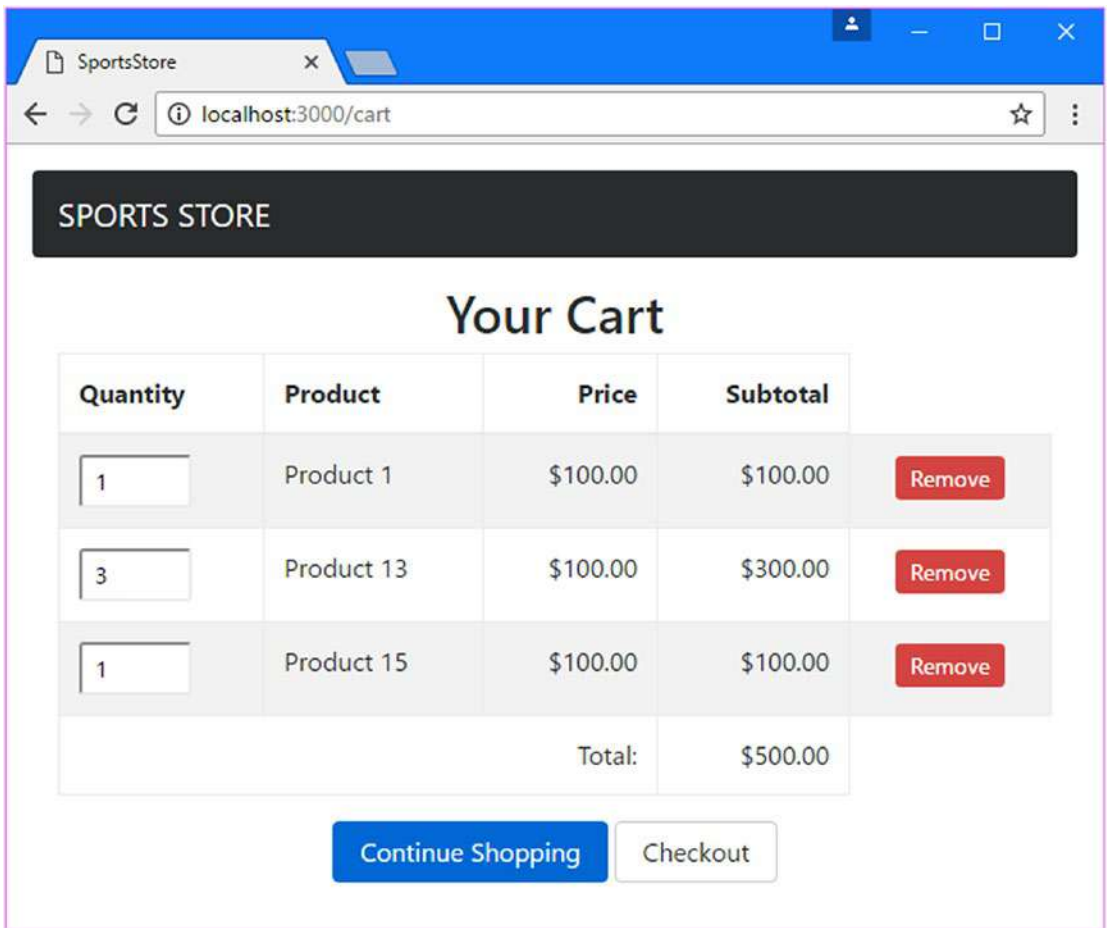 SportsStore
localhost:3000/cart
SPORTS STORE
Your Cart
Quantity Product Price Subtotal
1 Product 1 $100.00 $100.00 Remove
3 Product 13 $100.00 $300.00 Remove
1 Product 15 $100.00 $100.00 Remove
Total: $500.00
Continue Shopping Checkout